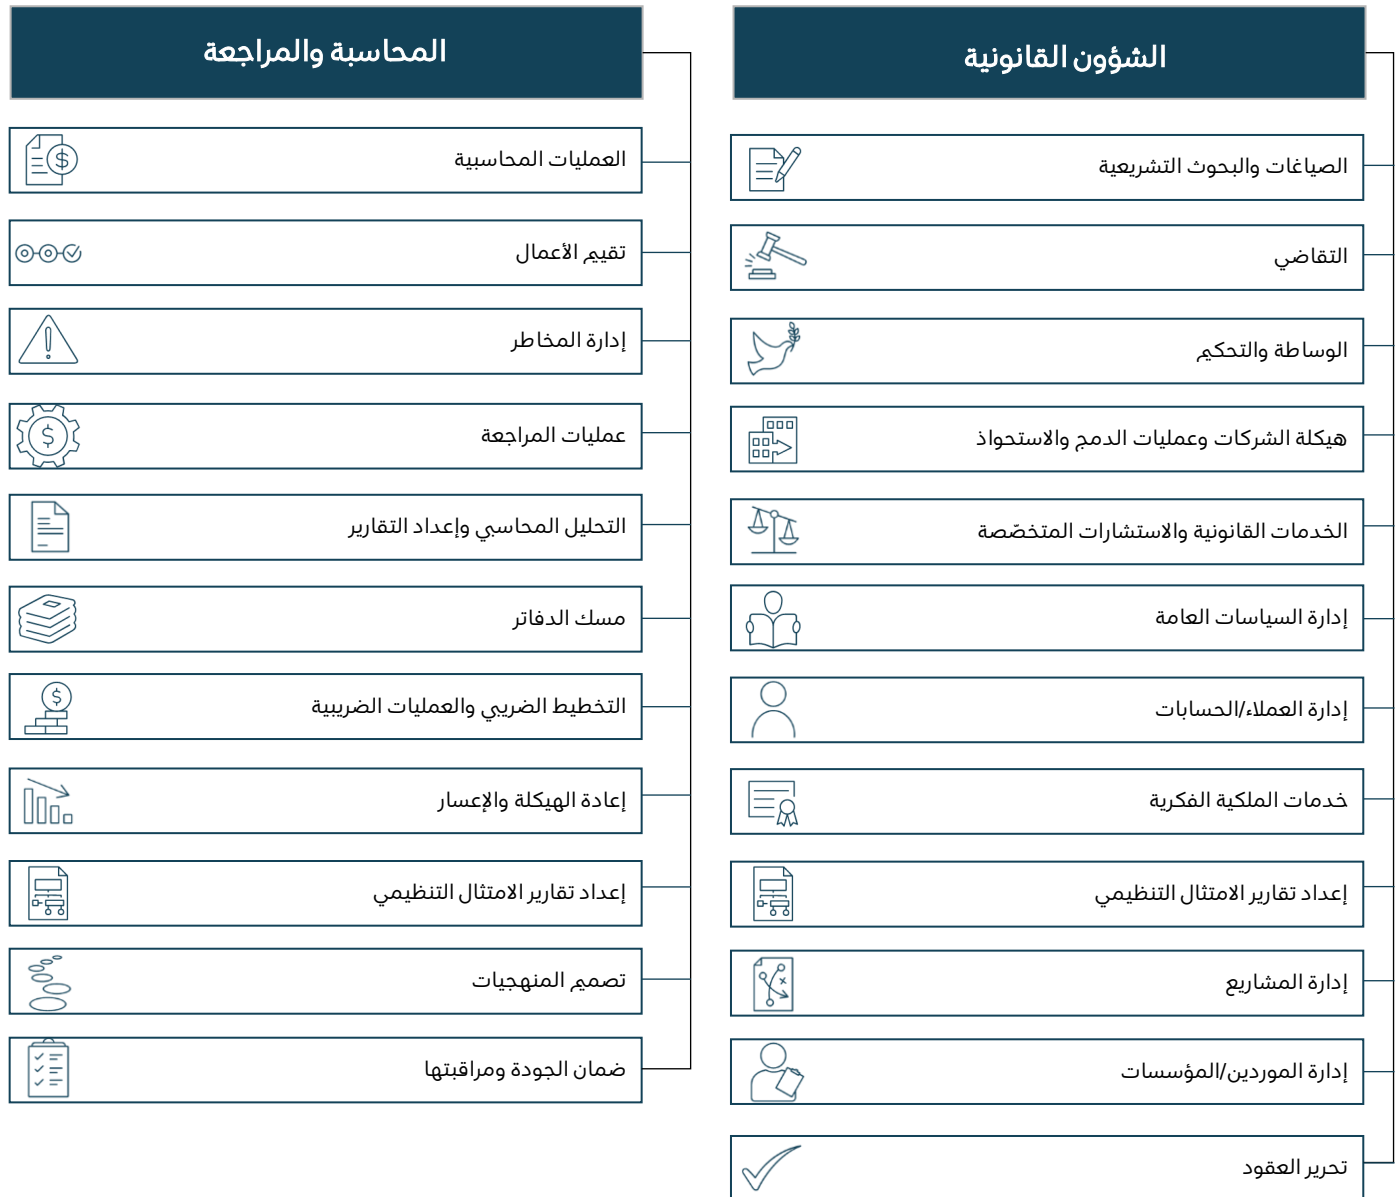 الشؤون القانونية
الصياغات والبحوث التشريعية
التقاضي
الوساطة والتحكيم
هيكلة الشركات وعمليات الدمج والاستحواذ
الخدمات القانونية والاستشارات المتخصّصة
إدارة السياسات العامة
إدارة العملاء/الحسابات
خدمات الملكية الفكرية
إعداد تقارير الامتثال التنظيمي
إدارة المشاريع
إدارة الموردين/المؤسسات
تحرير العقود
المحاسبة والمراجعة
العمليات المحاسبية
تقييم الأعمال
إدارة المخاطر
عمليات المراجعة
التحليل المحاسبي وإعداد التقارير
مسك الدفاتر
التخطيط الضريبي والعمليات الضريبية
إعادة الهيكلة والإعسار
إعداد تقارير الامتثال التنظيمي
تصميم المنهجيات
ضمان الجودة ومراقبتها